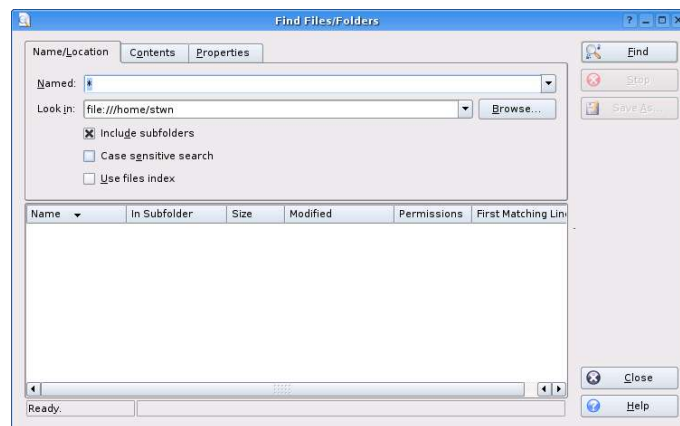 Find Files/Folders
Name/Location Contents Properties
Find
Named: *
Stop
Look in: file:///home/stwn Browse...
Save As...
Include subfolders
Case sensitive search
Use files index
Name In Subfolder Size Modified Permissions First Matching Lin
Close
Ready.
Help